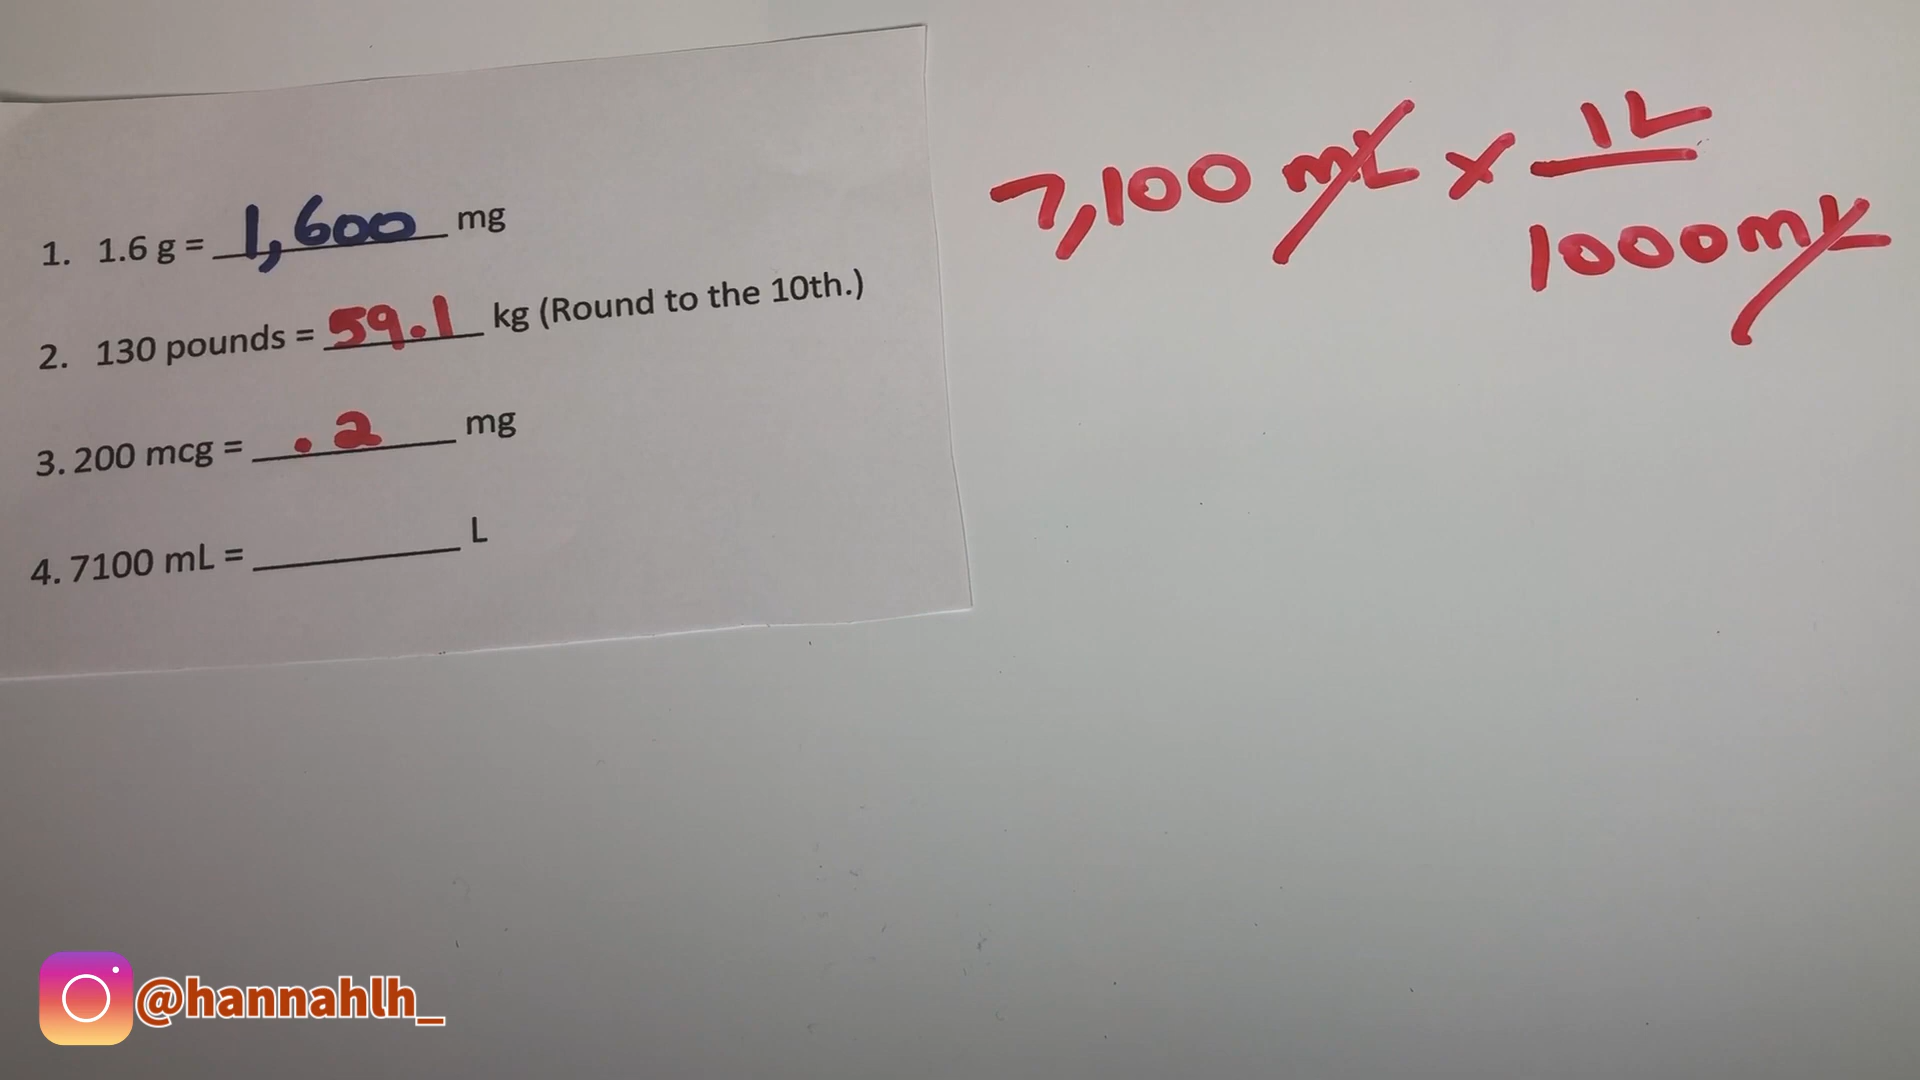 1. 1.6 g = 1,600 mg
2. 130 pounds = 59.1 kg (Round to the 10th.)
3. 200 mcg = .2 mg
4. 7100 mL = __________ L
7,100 mL x 1L
1000mL
@hannahlh_